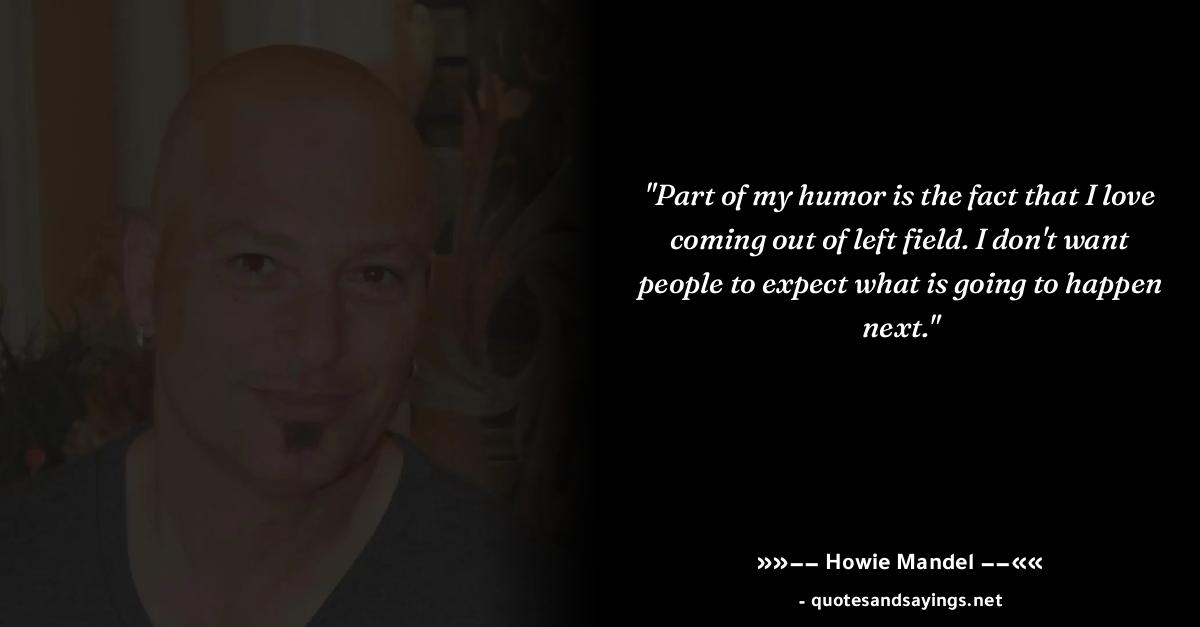 "Part of my humor is the fact that I love
coming out of left field. I don't want
people to expect what is going to happen
next."
»»−− Howie Mandel −−««
- quotesandsayings.net